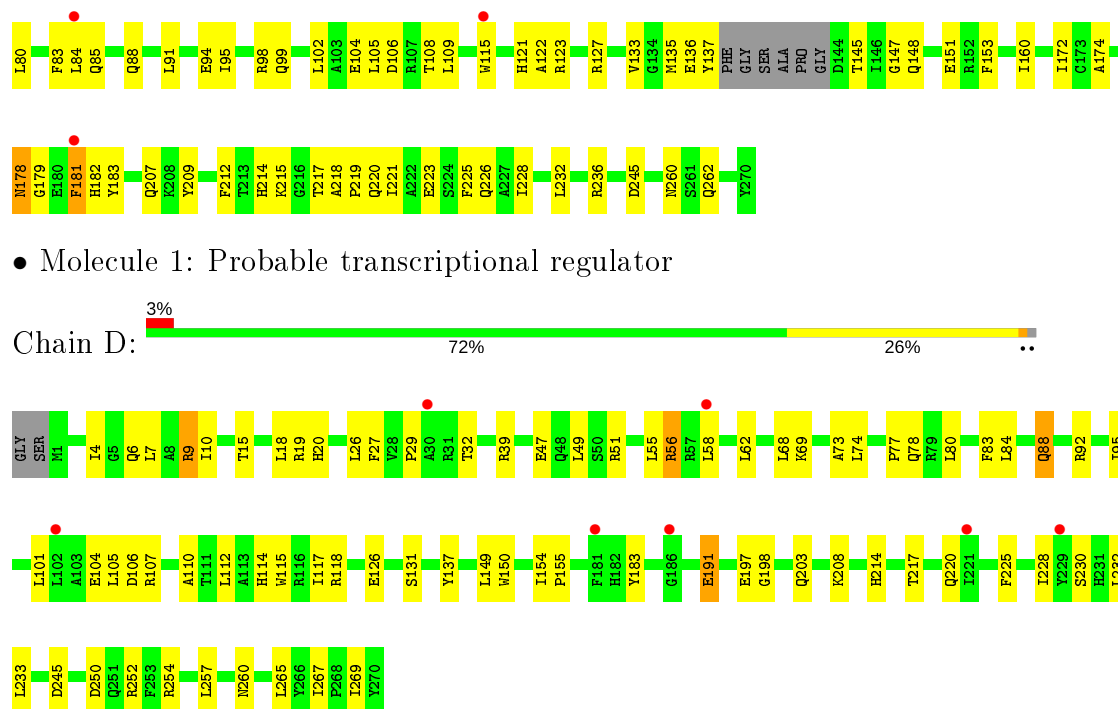 L80 F83 L84 Q85 Q88 L91 E94 I95 R98 Q99 L102 A103 E104 L105 D106 R107 T108 L109 W115 H121 A122 R123 R127 V133 G134 M135 E136 Y137 PHE GLY SER ALA PRO GLY D144 T145 I146 G147 Q148 E151 R152 F153 I160 I172 C173 A174
N178 G179 E180 F181 H182 Y183 Q207 K208 Y209 F212 T213 H214 K215 G216 T217 A218 P219 Q220 I221 A222 E223 S224 F225 Q226 A227 I228 L232 R236 D245 N260 S261 Q262 Y270
• Molecule 1: Probable transcriptional regulator
3%
Chain D:
72% 26% ••
GLY SER M1 I4 G5 Q6 L7 A8 R9 I10 T15 L18 R19 H20 L26 F27 V28 P29 A30 R31 T32 R39 E47 Q48 L49 S50 R51 L55 R56 R57 L58 L62 L68 K69 A73 L74 P77 Q78 R79 L80 F83 L84 Q88 R92 I95
L101 L102 A103 E104 L105 D106 R107 A110 T111 L112 A113 H114 W115 R116 I117 R118 E126 S131 Y137 L149 W150 I154 P155 F181 H182 Y183 G186 E191 E197 G198 Q203 K208 H214 T217 Q220 I221 F225 I228 Y229 S230 H231 L232
L233 D245 D250 Q251 R252 F253 R254 L257 N260 L265 Y266 I267 P268 I269 Y270